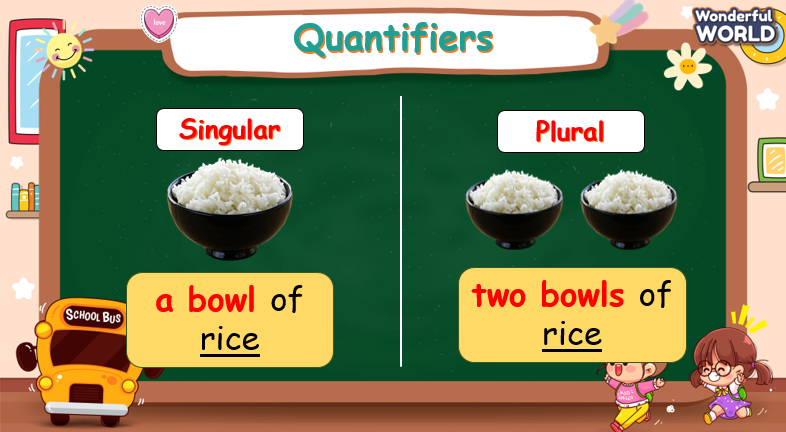 love
Quantifiers
Wonderful
WORLD
Singular
Plural
a bowl of
rice
two bowls of
rice
SCHOOL BUS